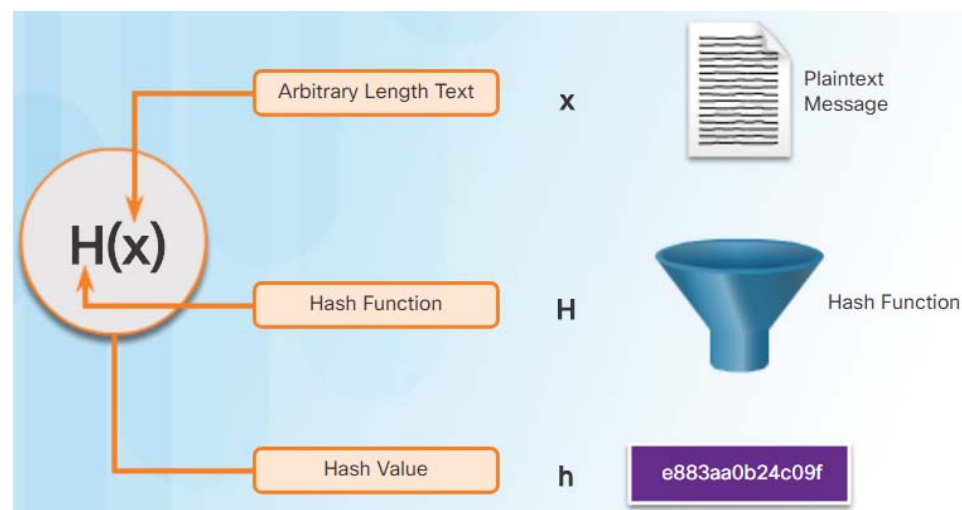 Arbitrary Length Text
x
Plaintext
Message
H(x)
Hash Function
H
Hash Function
Hash Value
h
e883aa0b24c09f